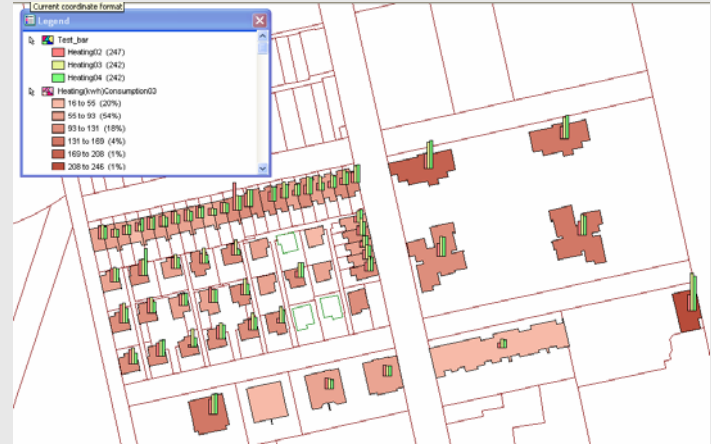 Current coordinate format
Legend
Test_bar
Heating02 (247)
Heating03 (242)
Heating04 (242)
Heating(kwh)Consumption03
16 to 55 (20%)
55 to 93 (54%)
93 to 131 (18%)
131 to 169 (4%)
169 to 208 (1%)
208 to 246 (1%)